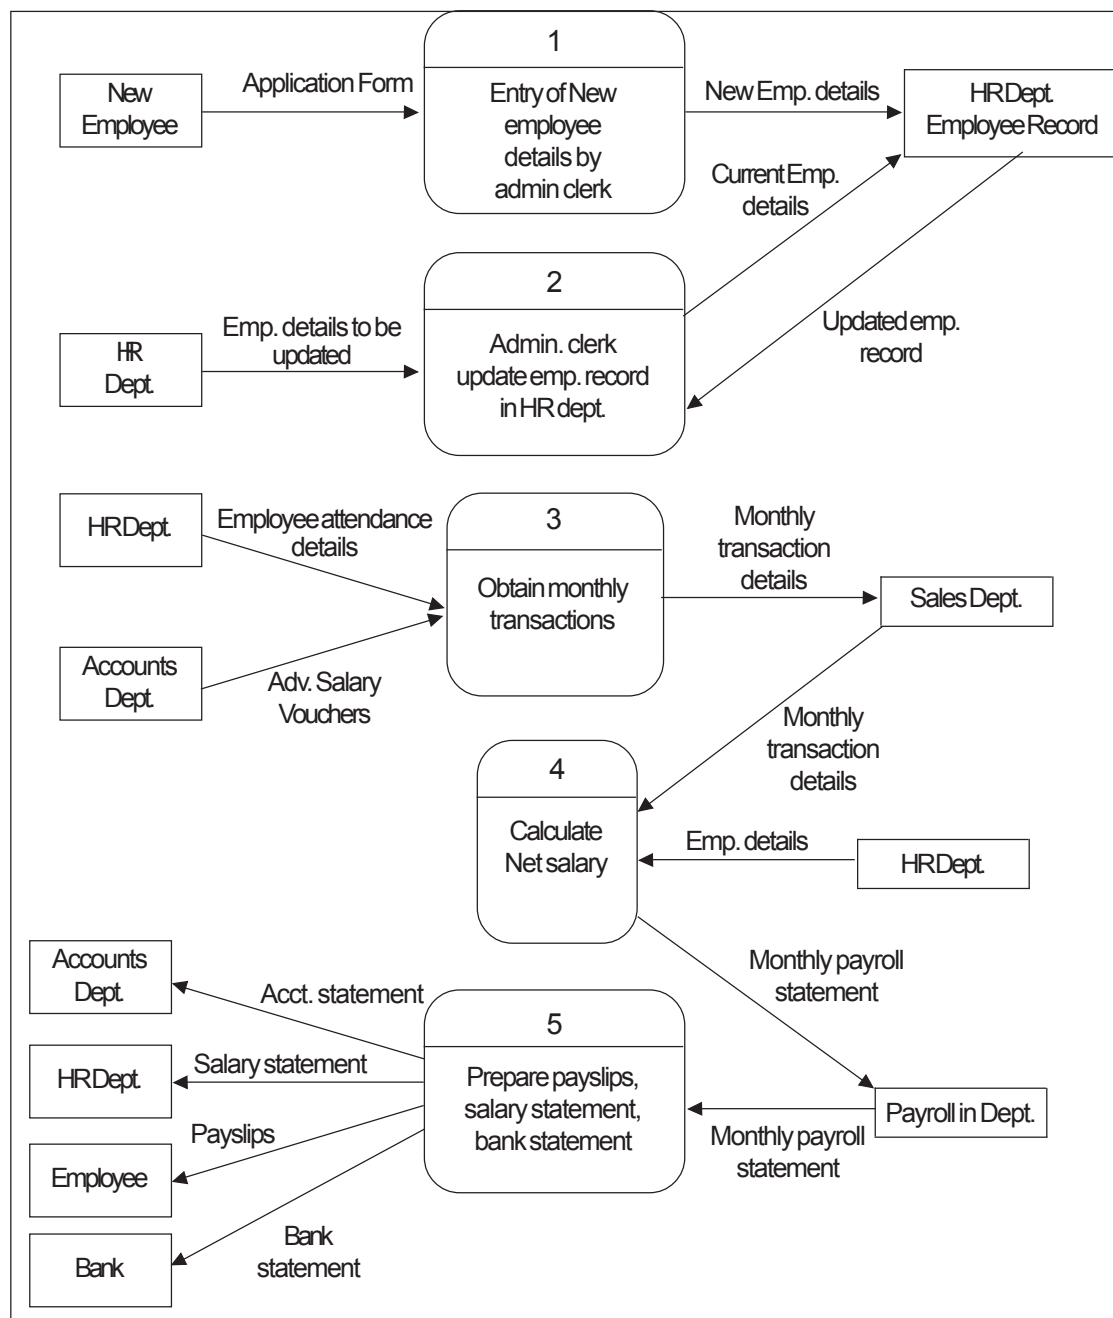 1
New
Employee
Application Form
Entry of New
employee
details by
admin clerk
New Emp. details
HR Dept.
Employee Record
Current Emp.
details
2
HR
Dept.
Emp. details to be
updated
Admin. clerk
update emp. record
in HR dept.
Updated emp.
record
HR Dept.
Employee attendance
details
3
Obtain monthly
transactions
Monthly
transaction
details
Sales Dept.
Accounts
Dept.
Adv. Salary
Vouchers
Monthly
transaction
details
4
Calculate
Net salary
Emp. details
HR Dept.
Monthly payroll
statement
Accounts
Dept.
Acct. statement
5
HR Dept.
Salary statement
Prepare payslips,
salary statement,
bank statement
Payroll in Dept.
Monthly payroll
statement
Payslips
Employee
Bank
statement
Bank